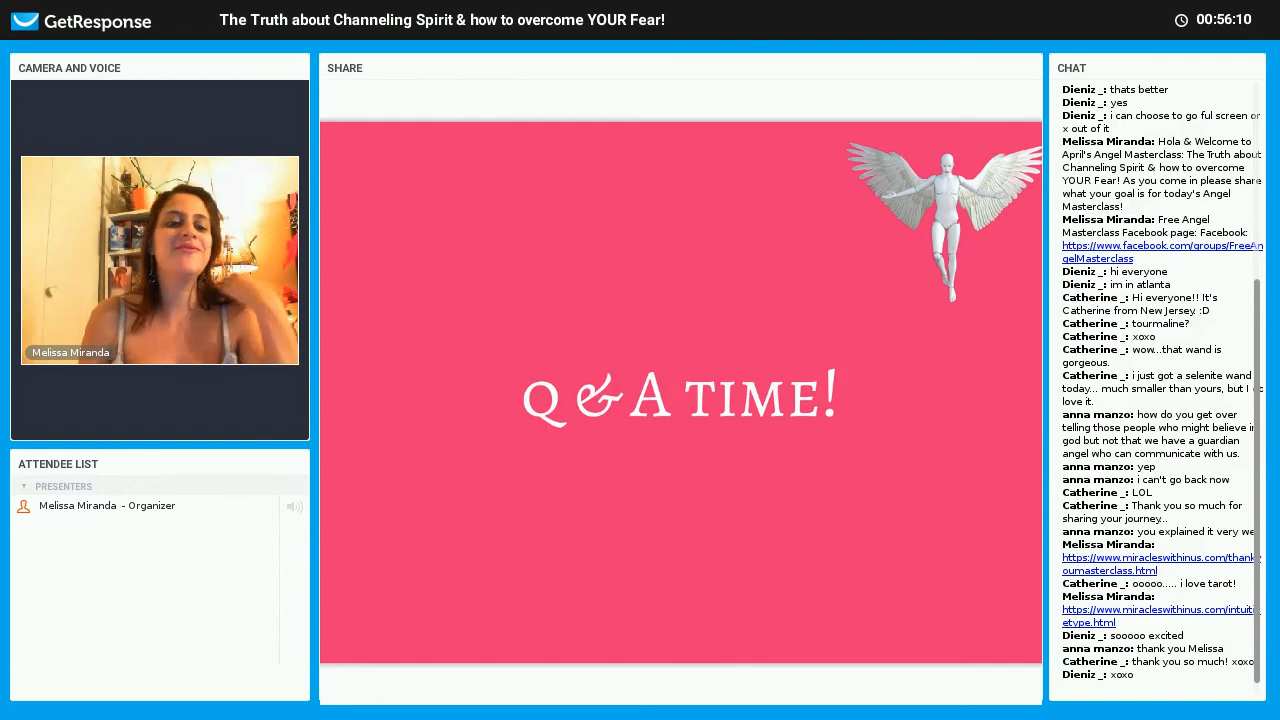 GetResponse
The Truth about Channeling Spirit & how to overcome YOUR Fear!
00:56:10
CAMERA AND VOICE
Melissa Miranda
ATTENDEE LIST
PRESENTERS
Melissa Miranda - Organizer
SHARE
Q & A TIME!
CHAT
Dieniz _: thats better
Dieniz _: yes
Dieniz _: i can choose to go ful screen or
x out of it
Melissa Miranda: Hola & Welcome to
April's Angel Masterclass: The Truth about
Channeling Spirit & how to overcome
YOUR Fear! As you come in please share
what your goal is for today's Angel
Masterclass!
Melissa Miranda: Free Angel
Masterclass Facebook page: Facebook:
https://www.facebook.com/groups/FreeAn
gelMasterclass
Dieniz _: hi everyone
Dieniz _: im in atlanta
Catherine _: Hi everyone!! It's
Catherine from New Jersey. :D
Catherine _: tourmaline?
Catherine _: xoxo
Catherine _: wow...that wand is
gorgeous.
Catherine _: i just got a selenite wand
today... much smaller than yours, but I
love it.
anna manzo: how do you get over
telling those people who might believe in
god but not that we have a guardian
angel who can communicate with us.
anna manzo: yep
anna manzo: i can't go back now
Catherine _: LOL
Catherine _: Thank you so much for
sharing your journey...
anna manzo: you explained it very we
Melissa Miranda:
https://www.miracleswithinus.com/thank
oumasterclass.html
Catherine _: ooooo..... i love tarot!
Melissa Miranda:
https://www.miracleswithinus.com/intuiti
etype.html
Dieniz _: sooooo excited
anna manzo: thank you Melissa
Catherine _: thank you so much! xoxo
Dieniz _: xoxo